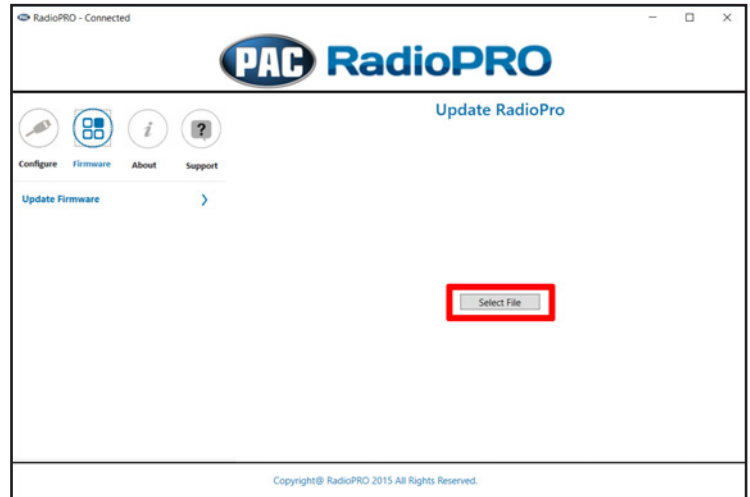 RadioPRO - Connected
PAC RadioPRO
Update RadioPro
Configure Firmware About Support
Update Firmware
Select File
Copyright@ RadioPRO 2015 All Rights Reserved.